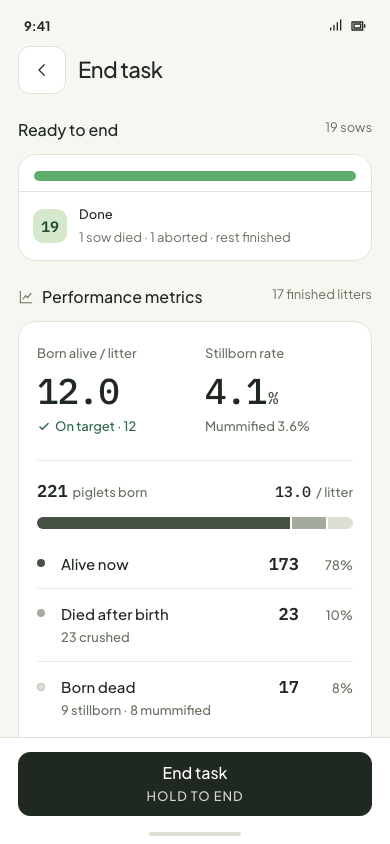 9:41
End task
Ready to end
19 sows
19
Done
1 sow died · 1 aborted · rest finished
Performance metrics
17 finished litters
Born alive / litter
Stillborn rate
12.0
4.1%
On target · 12
Mummified 3.6%
221 piglets born
13.0 / litter
Alive now
173
78%
Died after birth
23
10%
23 crushed
Born dead
17
8%
9 stillborn · 8 mummified
End task
HOLD TO END